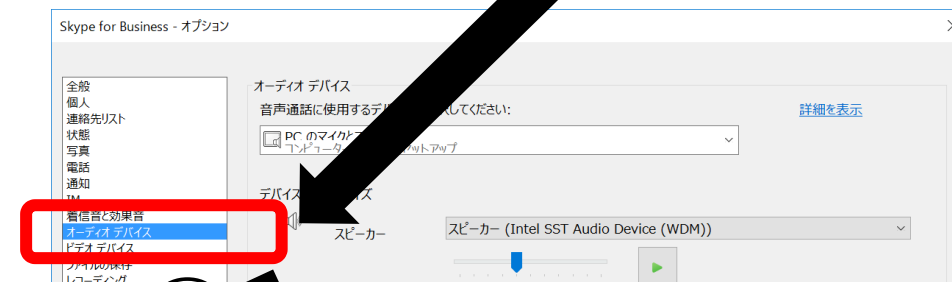 Skype for Business - オプション
全般
個人
連絡先リスト
状態
写真
電話
通知
IM
着信音と効果音
オーディオ デバイス
ビデオ デバイス
ファイルの保存
レコーディング
オーディオ デバイス
音声通話に使用するデ してください:
詳細を表示
PC のマイクと
コンピューター ットアップ
デバイス イズ
スピーカー
スピーカー (Intel SST Audio Device (WDM))